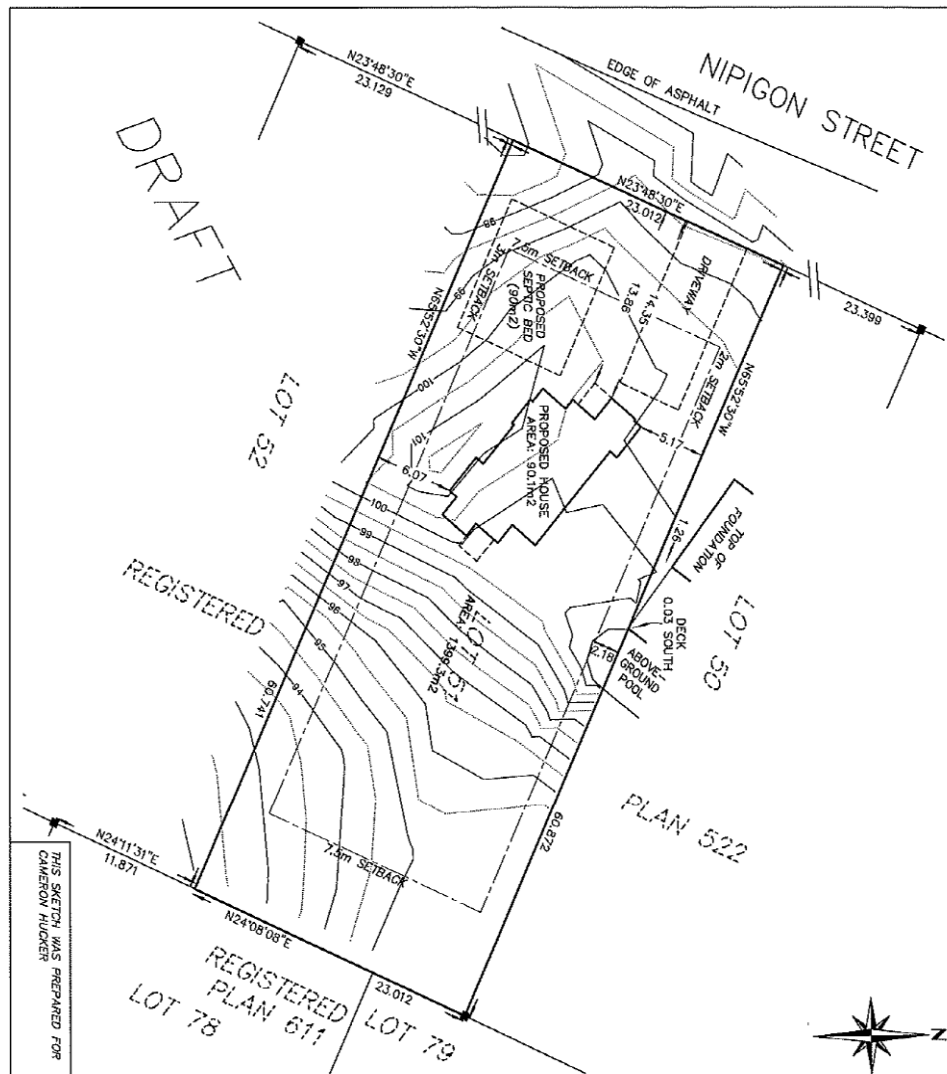 NIPIGON STREET
EDGE OF ASPHALT
N23°48'30"E
23.129
N23°48'30"E
23.012
23.399
DRAFT
98
99
100
101
7.5m SETBACK
3m SETBACK
N65°52'30"W
PROPOSED
SEPTIC BED
(90m2)
13.86
14.35
DRIVEWAY
2m SETBACK
N65°52'30"W
LOT 52
PROPOSED HOUSE
AREA: 90.1m2
5.17
6.07
1.26
TOP OF
FOUNDATION
100
99
98
97
96
95
94
REGISTERED
LOT 51
AREA: 1399.3m2
DECK
0.03 SOUTH
LOT 50
2.18
ABOVE-
GROUND
POOL
60.741
60.872
PLAN 522
7.5m SETBACK
N24°11'31"E
11.871
N24°08'08"E
23.012
REGISTERED
PLAN 611
LOT 78
LOT 79
THIS SKETCH WAS PREPARED FOR
CAMERON HUCKER
N